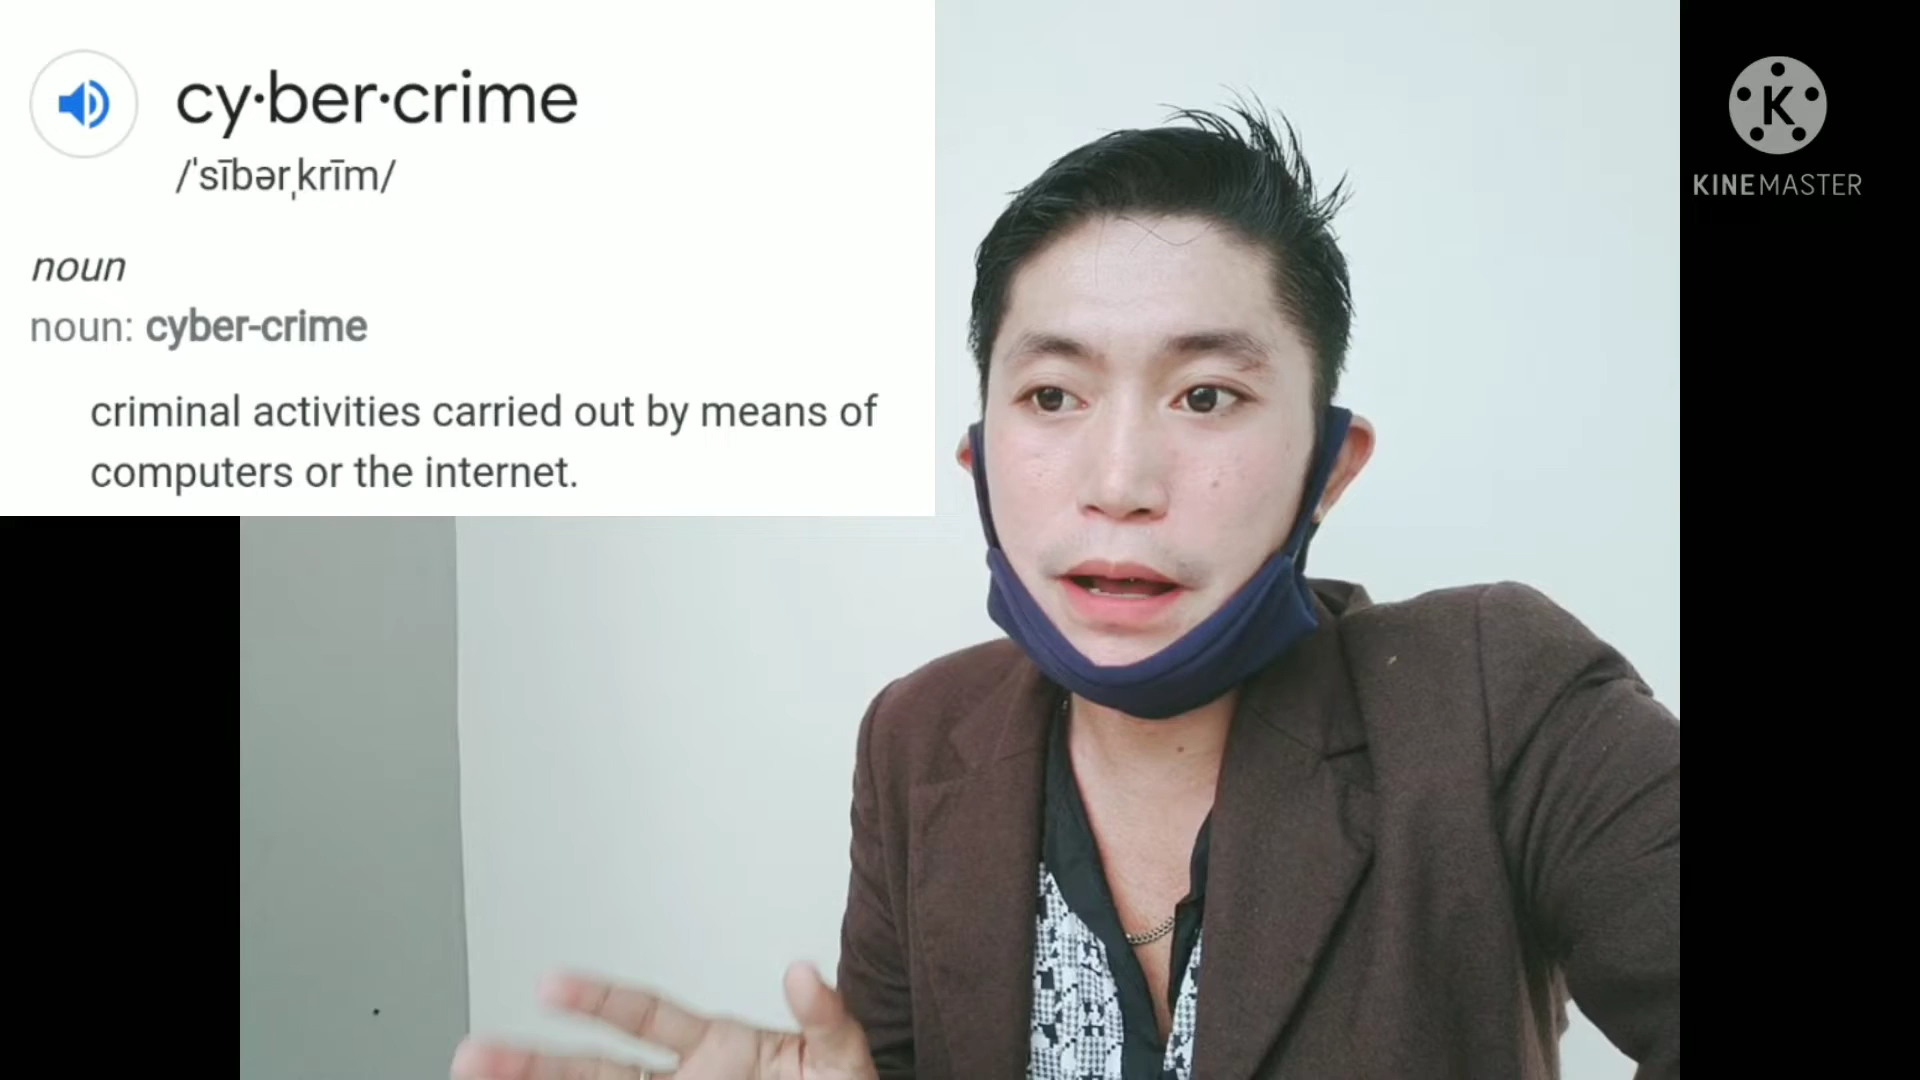 cy·ber·crime
/ˈsībərˌkrīm/
noun
noun: cyber-crime
criminal activities carried out by means of
computers or the internet.
K
KINEMASTER